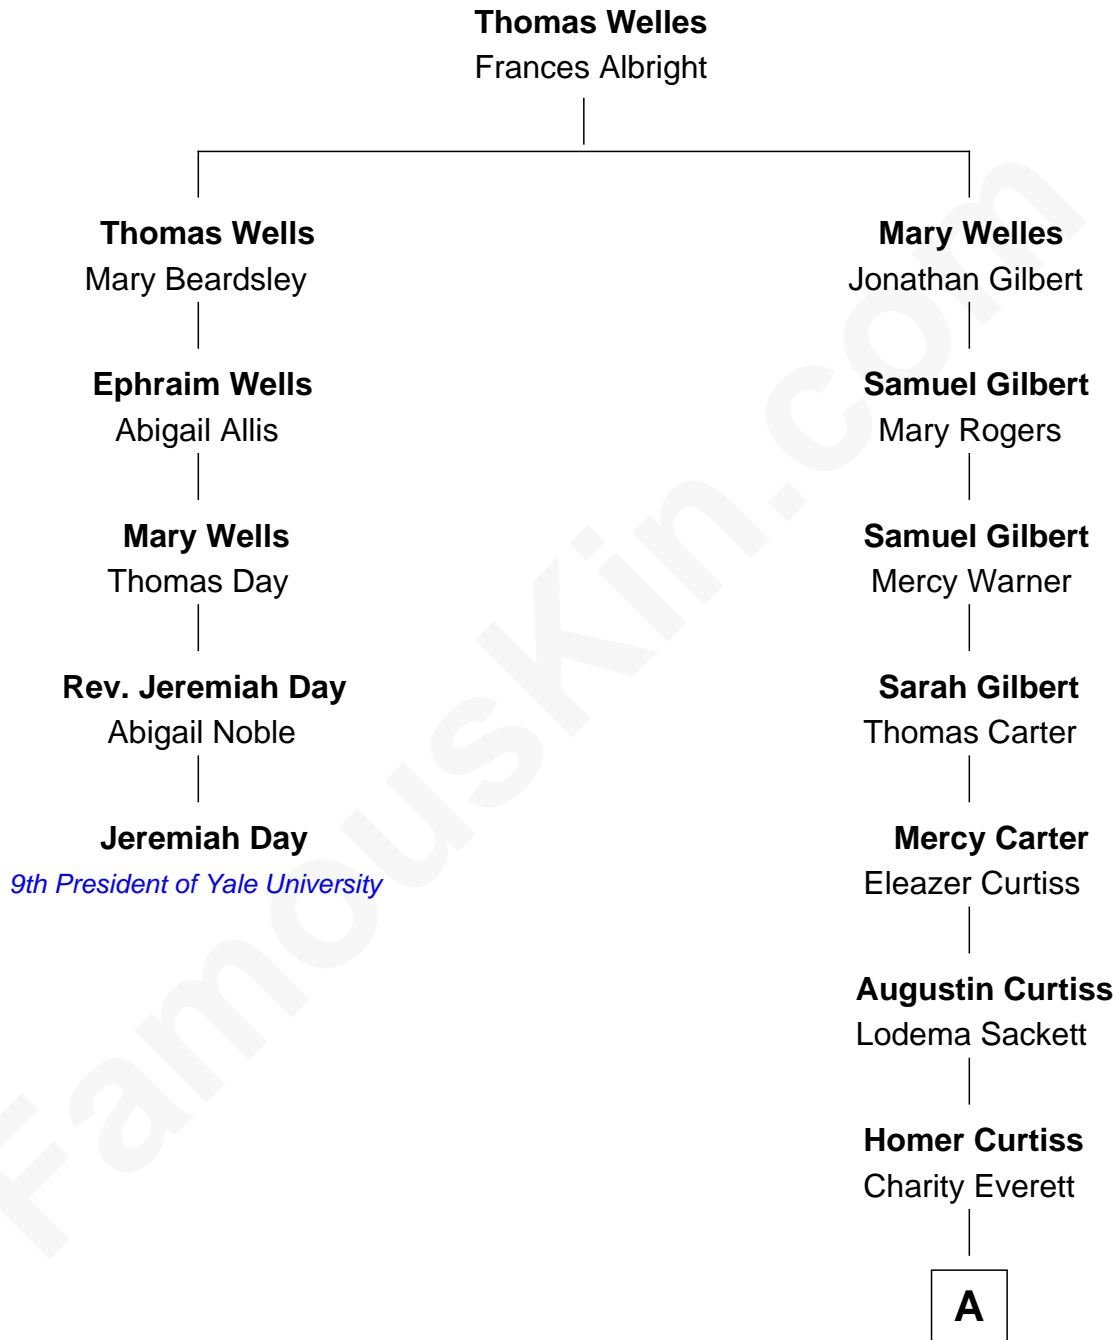 Thomas Welles
Frances Albright
Thomas Wells
Mary Beardsley
Ephraim Wells
Abigail Allis
Mary Wells
Thomas Day
Rev. Jeremiah Day
Abigail Noble
Jeremiah Day
9th President of Yale University
Mary Welles
Jonathan Gilbert
Samuel Gilbert
Mary Rogers
Samuel Gilbert
Mercy Warner
Sarah Gilbert
Thomas Carter
Mercy Carter
Eleazer Curtiss
Augustin Curtiss
Lodema Sackett
Homer Curtiss
Charity Everett
A
FamousKin.com